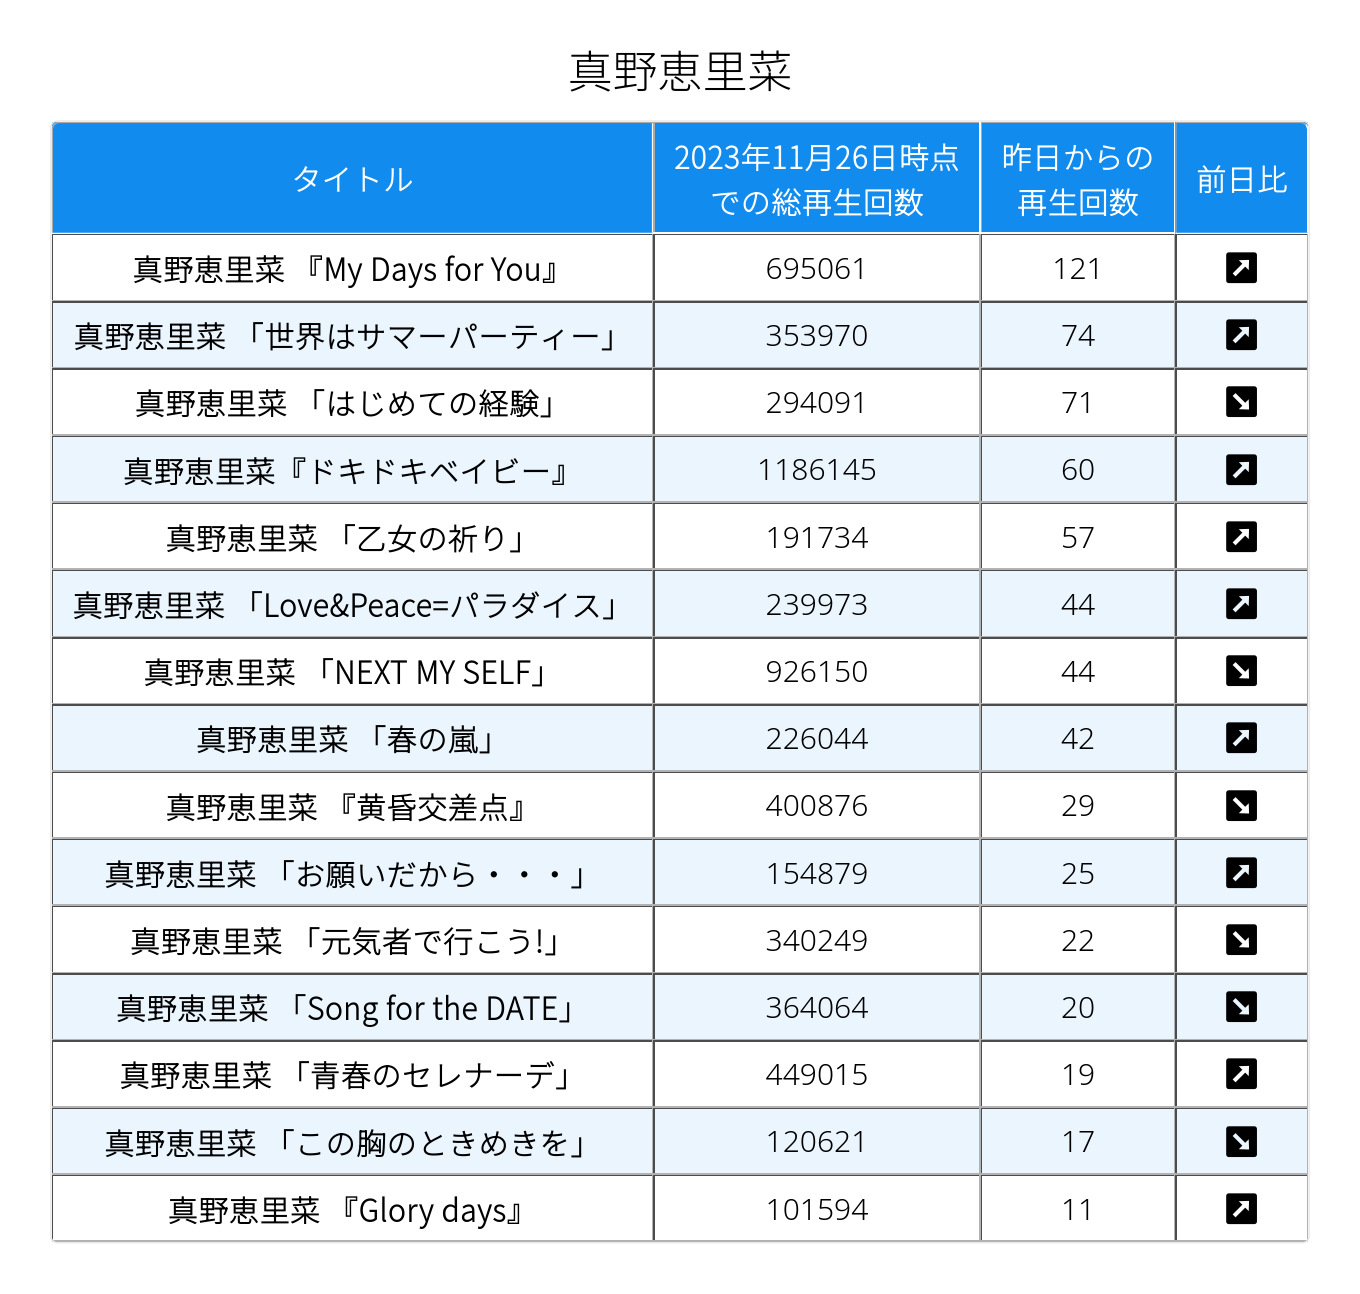 真野恵里菜
タイトル 2023年11月26日時点での総再生回数 昨日からの再生回数 前日比
真野恵里菜 『My Days for You』 695061 121 ↗
真野恵里菜 「世界はサマーパーティー」 353970 74 ↗
真野恵里菜 「はじめての経験」 294091 71 ↘
真野恵里菜『ドキドキベイビー』 1186145 60 ↗
真野恵里菜 「乙女の祈り」 191734 57 ↗
真野恵里菜 「Love&Peace=パラダイス」 239973 44 ↗
真野恵里菜 「NEXT MY SELF」 926150 44 ↘
真野恵里菜 「春の嵐」 226044 42 ↗
真野恵里菜 『黄昏交差点』 400876 29 ↘
真野恵里菜 「お願いだから・・・」 154879 25 ↗
真野恵里菜 「元気者で行こう!」 340249 22 ↘
真野恵里菜 「Song for the DATE」 364064 20 ↘
真野恵里菜 「青春のセレナーデ」 449015 19 ↗
真野恵里菜 「この胸のときめきを」 120621 17 ↘
真野恵里菜 『Glory days』 101594 11 ↗